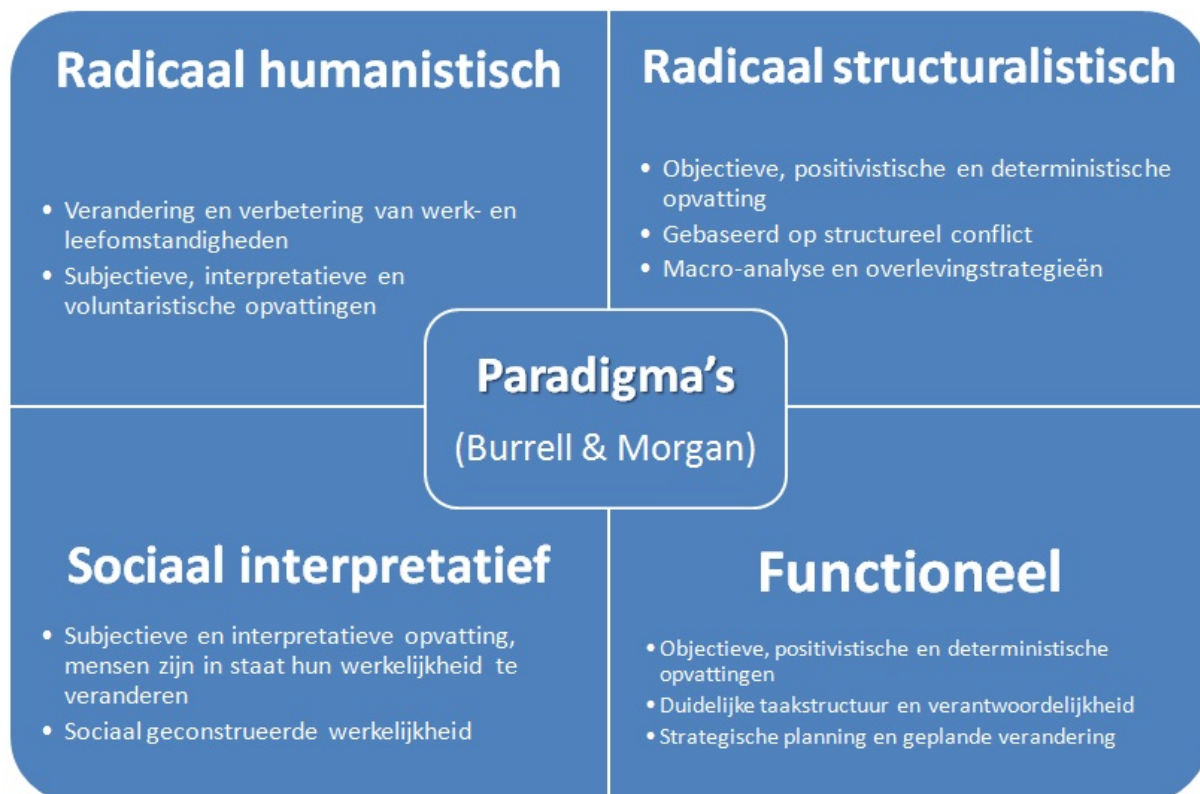 Radicaal humanistisch
• Verandering en verbetering van werk- en
leefomstandigheden
• Subjectieve, interpretatieve en
voluntaristische opvattingen
Radicaal structuralistisch
• Objectieve, positivistische en deterministische
opvatting
• Gebaseerd op structureel conflict
• Macro-analyse en overlevingstrategieën
Paradigma’s
(Burrell & Morgan)
Sociaal interpretatief
• Subjectieve en interpretatieve opvatting,
mensen zijn in staat hun werkelijkheid te
veranderen
• Sociaal geconstrueerde werkelijkheid
Functioneel
• Objectieve, positivistische en deterministische
opvattingen
• Duidelijke taakstructuur en verantwoordelijkheid
• Strategische planning en geplande verandering